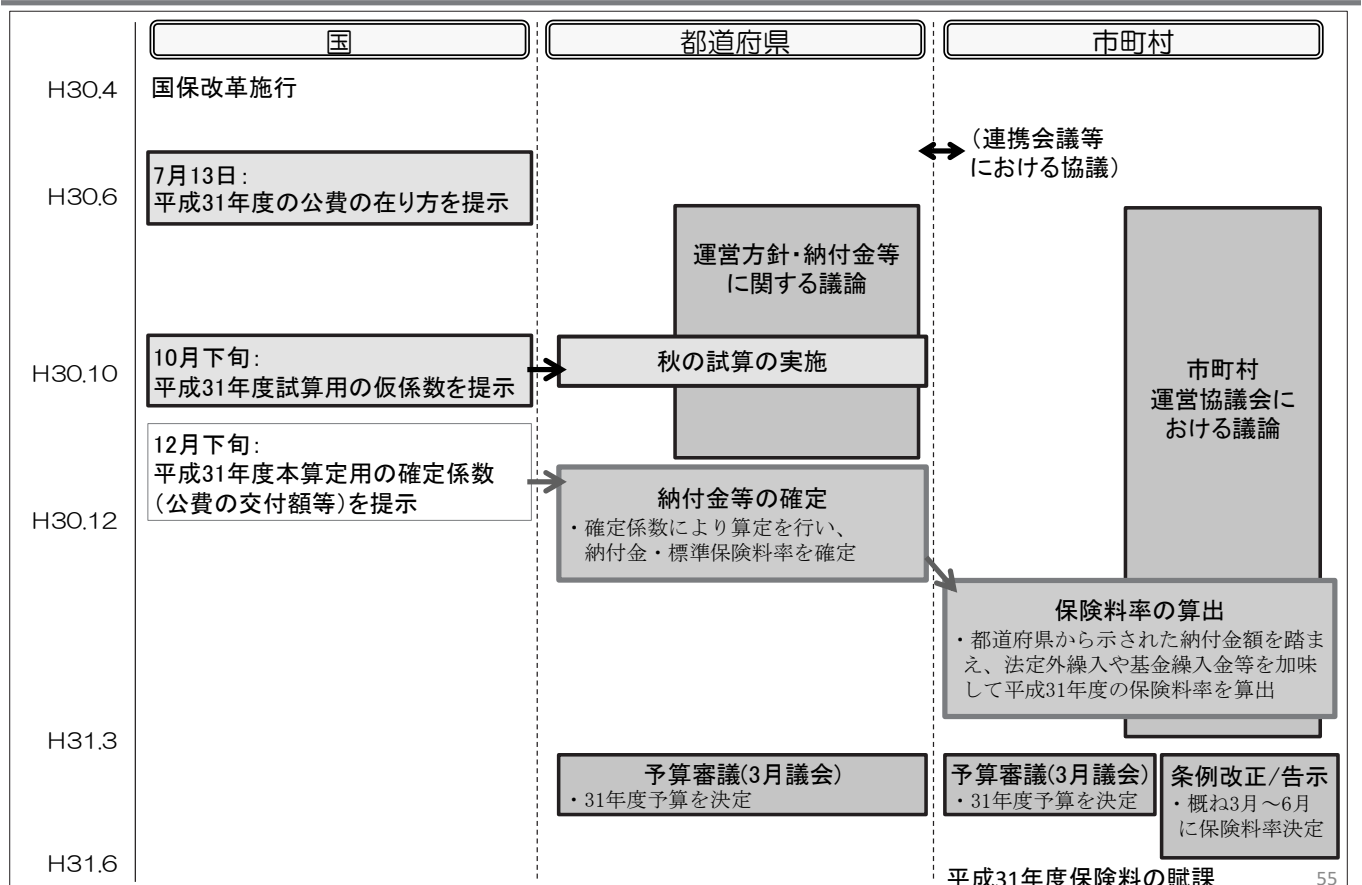 国
都道府県
市町村
H30.4
国保改革施行
（連携会議等
における協議）
H30.6
7月13日：
平成31年度の公費の在り方を提示
運営方針・納付金等
に関する議論
H30.10
10月下旬：
平成31年度試算用の仮係数を提示
秋の試算の実施
市町村
運営協議会に
おける議論
H30.12
12月下旬：
平成31年度本算定用の確定係数
（公費の交付額等）を提示
納付金等の確定
・確定係数により算定を行い、
納付金・標準保険料率を確定
保険料率の算出
・都道府県から示された納付金額を踏ま
え、法定外繰入や基金繰入金等を加味
して平成31年度の保険料率を算出
H31.3
予算審議(3月議会)
・31年度予算を決定
予算審議(3月議会)
・31年度予算を決定
条例改正/告示
・概ね3月～6月
に保険料率決定
H31.6
平成31年度保険料の賦課
55